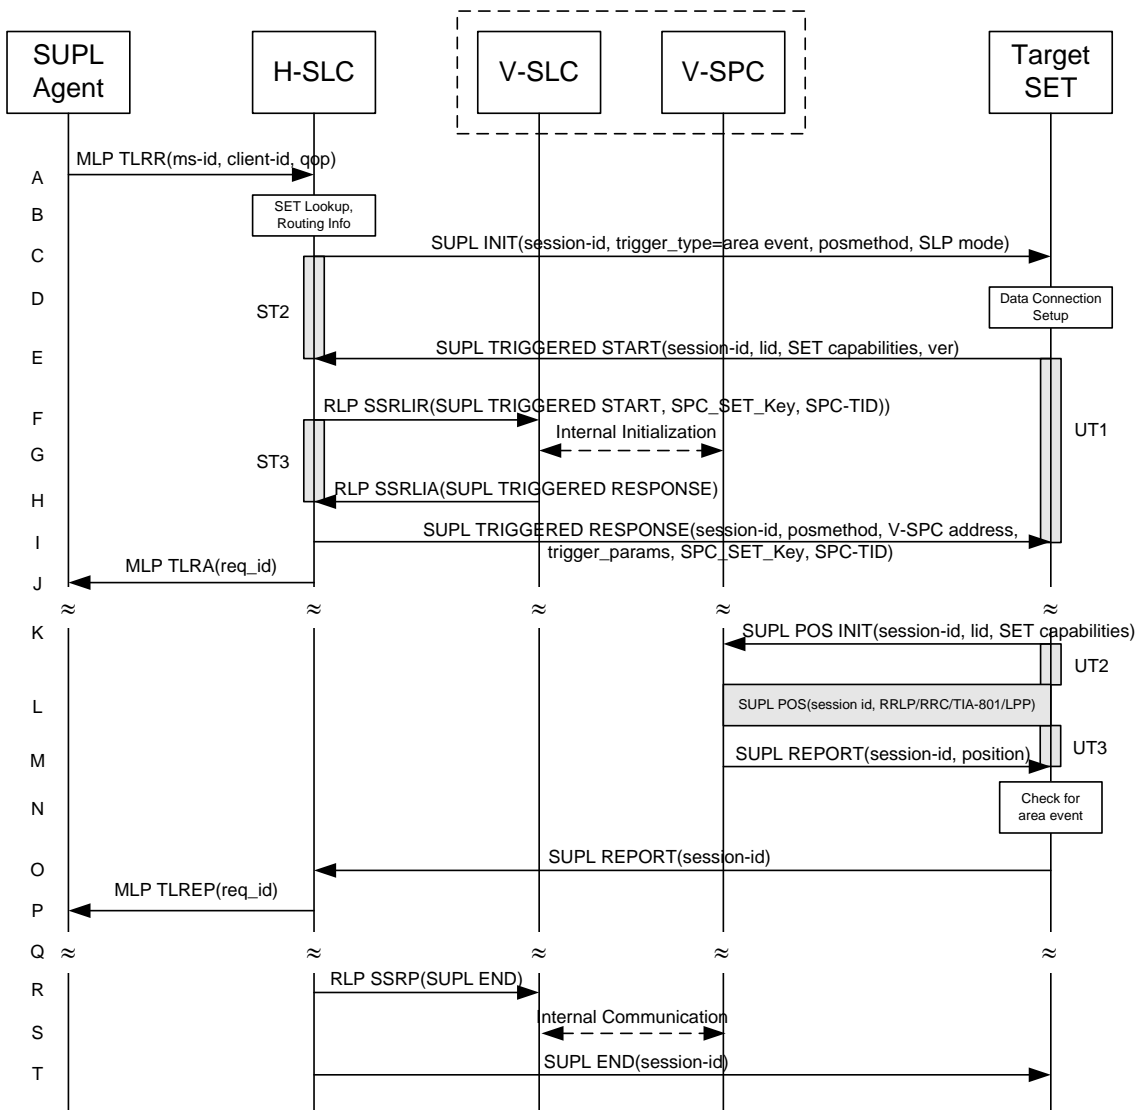 SUPL
Agent
H-SLC
V-SLC
V-SPC
Target
SET
MLP TLRR(ms-id, client-id, qop)
A
B
SET Lookup,
Routing Info
SUPL INIT(session-id, trigger_type=area event, posmethod, SLP mode)
C
D
ST2
Data Connection
Setup
SUPL TRIGGERED START(session-id, lid, SET capabilities, ver)
E
RLP SSRLIR(SUPL TRIGGERED START, SPC_SET_Key, SPC-TID))
F
Internal Initialization
UT1
G
ST3
RLP SSRLIA(SUPL TRIGGERED RESPONSE)
H
SUPL TRIGGERED RESPONSE(session-id, posmethod, V-SPC address,
trigger_params, SPC_SET_Key, SPC-TID)
I
MLP TLRA(req_id)
J
≈ ≈ ≈ ≈ ≈
K
SUPL POS INIT(session-id, lid, SET capabilities)
UT2
L
SUPL POS(session id, RRLP/RRC/TIA-801/LPP)
SUPL REPORT(session-id, position)
UT3
M
N
Check for
area event
SUPL REPORT(session-id)
O
MLP TLREP(req_id)
P
Q ≈ ≈ ≈ ≈ ≈
RLP SSRP(SUPL END)
R
Internal Communication
S
SUPL END(session-id)
T